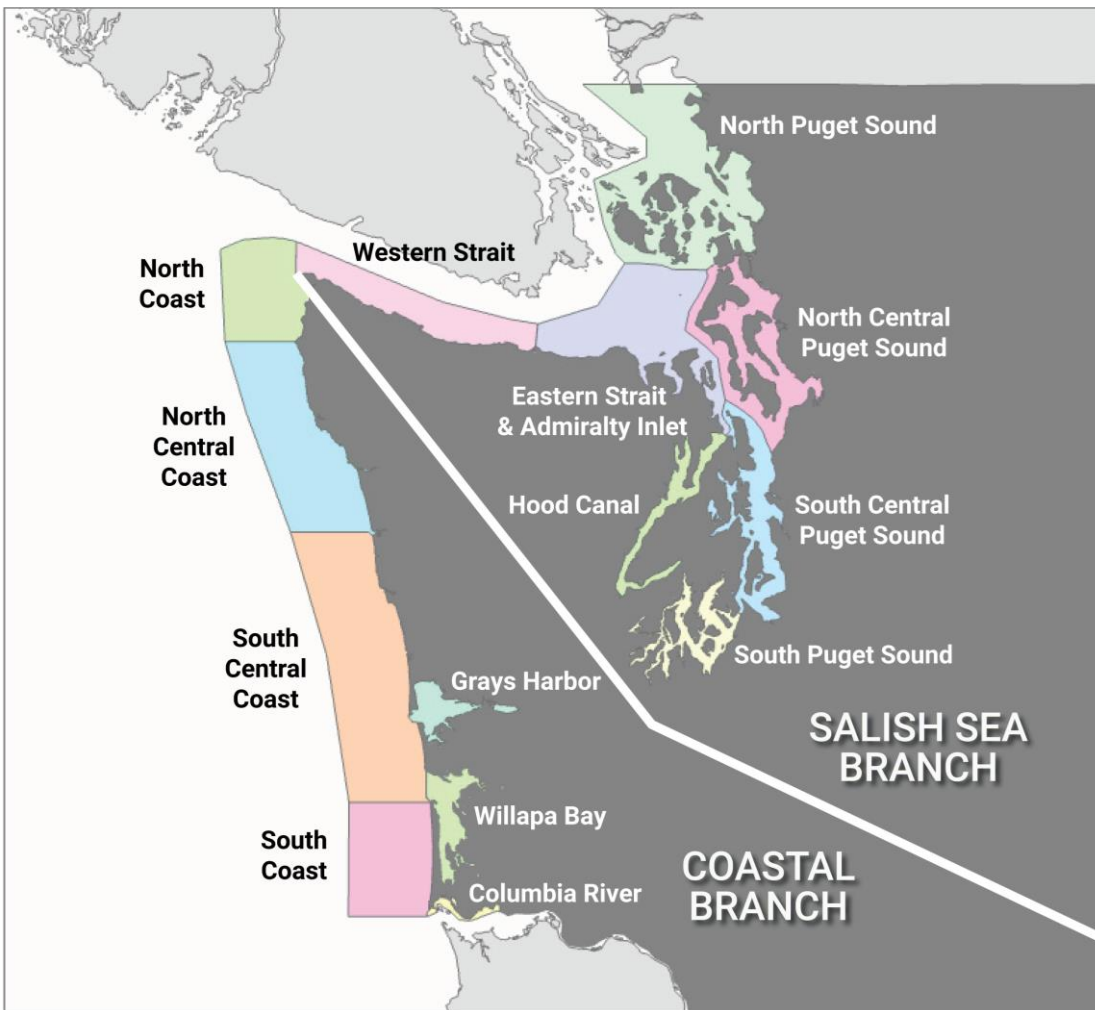 North Puget Sound
Western Strait
North
Coast
North Central
Puget Sound
Eastern Strait
& Admiralty Inlet
North
Central
Coast
Hood Canal
South Central
Puget Sound
South
Central
Coast
South Puget Sound
Grays Harbor
SALISH SEA
BRANCH
Willapa Bay
South
Coast
COASTAL
BRANCH
Columbia River